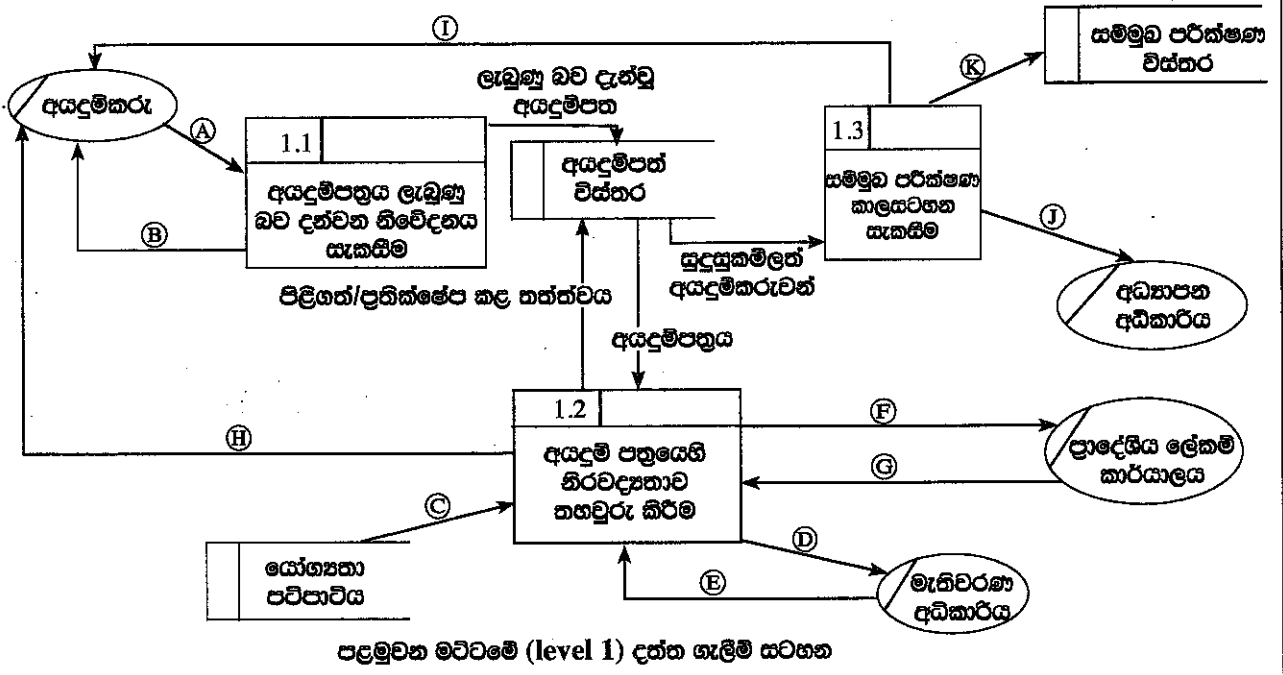 Ⓘ
සම්මුඛ පරීක්ෂණ
විස්තර
Ⓚ
අයදුම්කරු
ලැබුණු බව දැන්වූ
අයදුම්පත
Ⓐ
1.1
අයදුම්පත්‍රය ලැබුණු
බව දන්වන නිවේදනය
සැකසීම
අයදුම්පත්
විස්තර
1.3
සම්මුඛ පරීක්ෂණ
කාලසටහන
සැකසීම
Ⓑ
Ⓙ
සුදුසුකම්ලත්
අයදුම්කරුවන්
පිළිගත්/ප්‍රතික්ෂේප කළ තත්ත්වය
අධ්‍යාපන
අධිකාරිය
අයදුම්පත්‍රය
1.2
අයදුම් පත්‍රයෙහි
නිරවද්‍යතාව
තහවුරු කිරීම
Ⓕ
Ⓗ
ප්‍රාදේශීය ලේකම්
කාර්යාලය
Ⓖ
Ⓒ
Ⓓ
යෝග්‍යතා
පටිපාටිය
Ⓔ
මැතිවරණ
අධිකාරිය
පළමුවන මට්ටමේ (level 1) දත්ත ගැලීම් සටහන